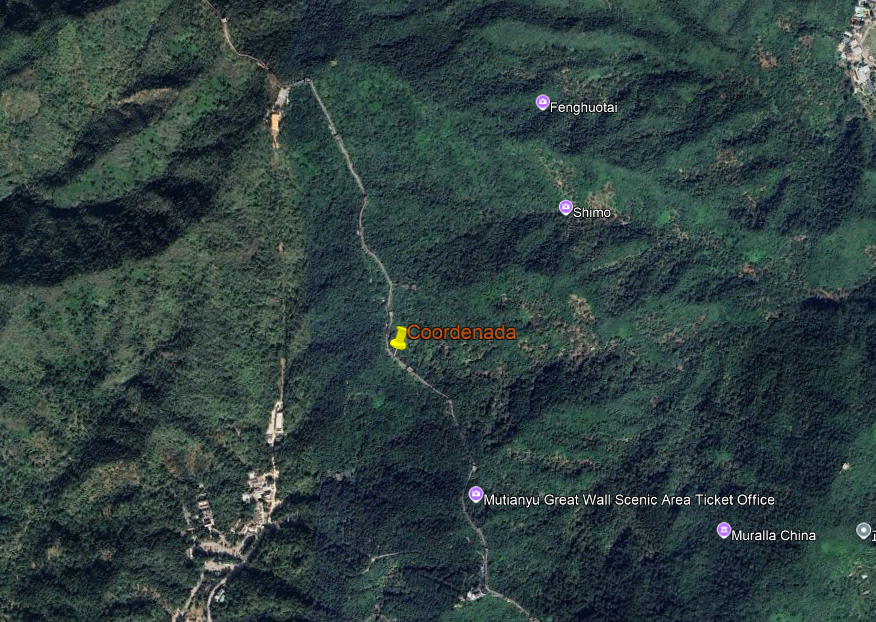 Fenghuotai
Shimo
Coordenada
Mutianyu Great Wall Scenic Area Ticket Office
Muralla China